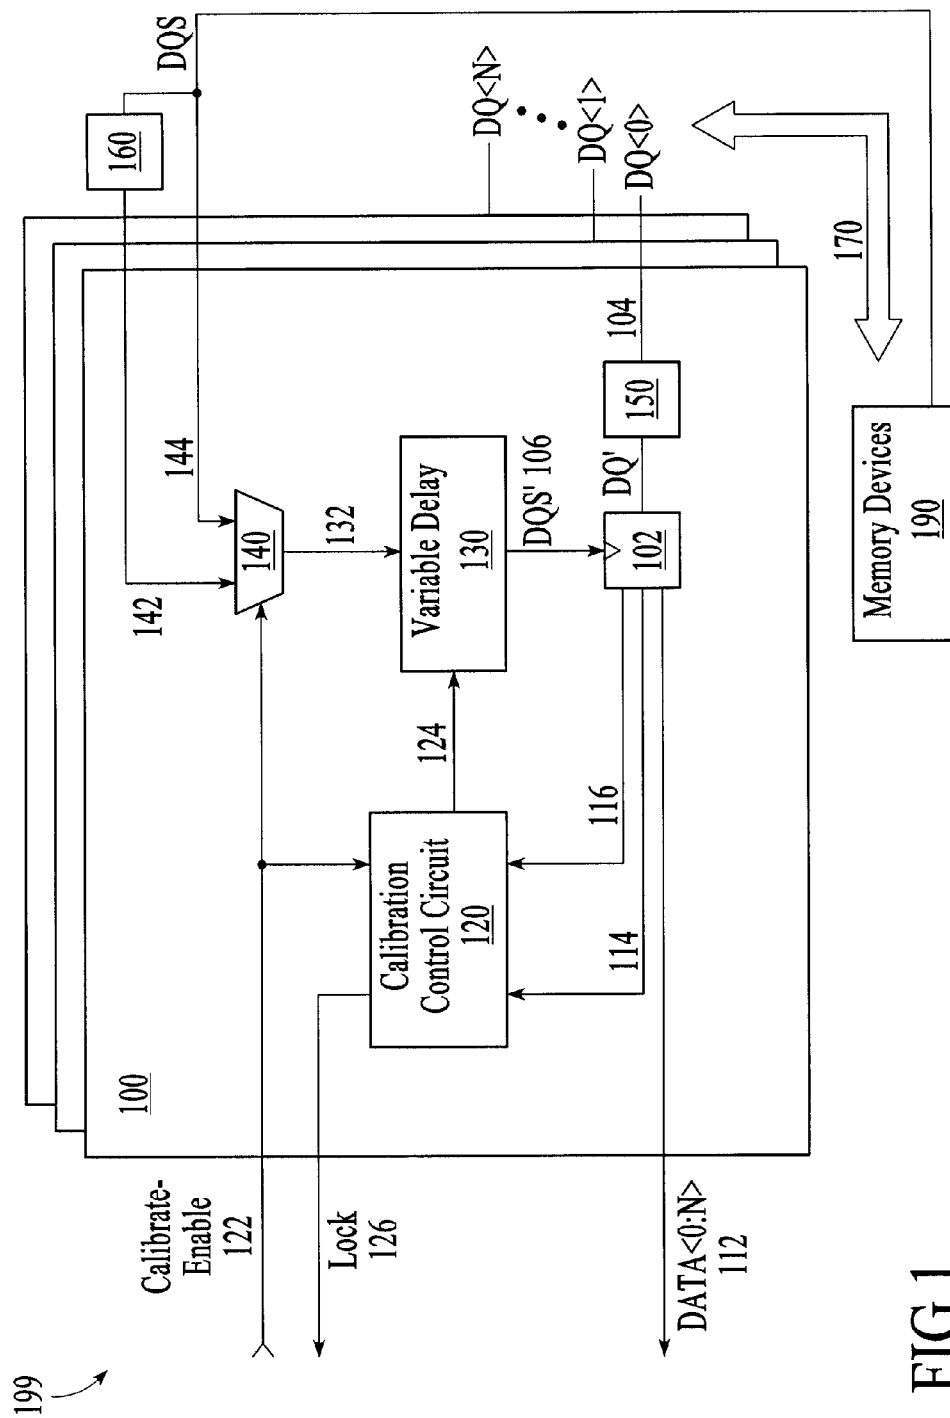 199
100
Calibrate-
Enable
122
Lock
126
DATA<0:N>
112
Calibration
Control Circuit
120
124
114
116
142
144
140
132
Variable Delay
130
DQS' 106
102
DQ'
150
104
160
DQS
DQ<N>
DQ<1>
DQ<0>
170
Memory Devices
190
FIG 1